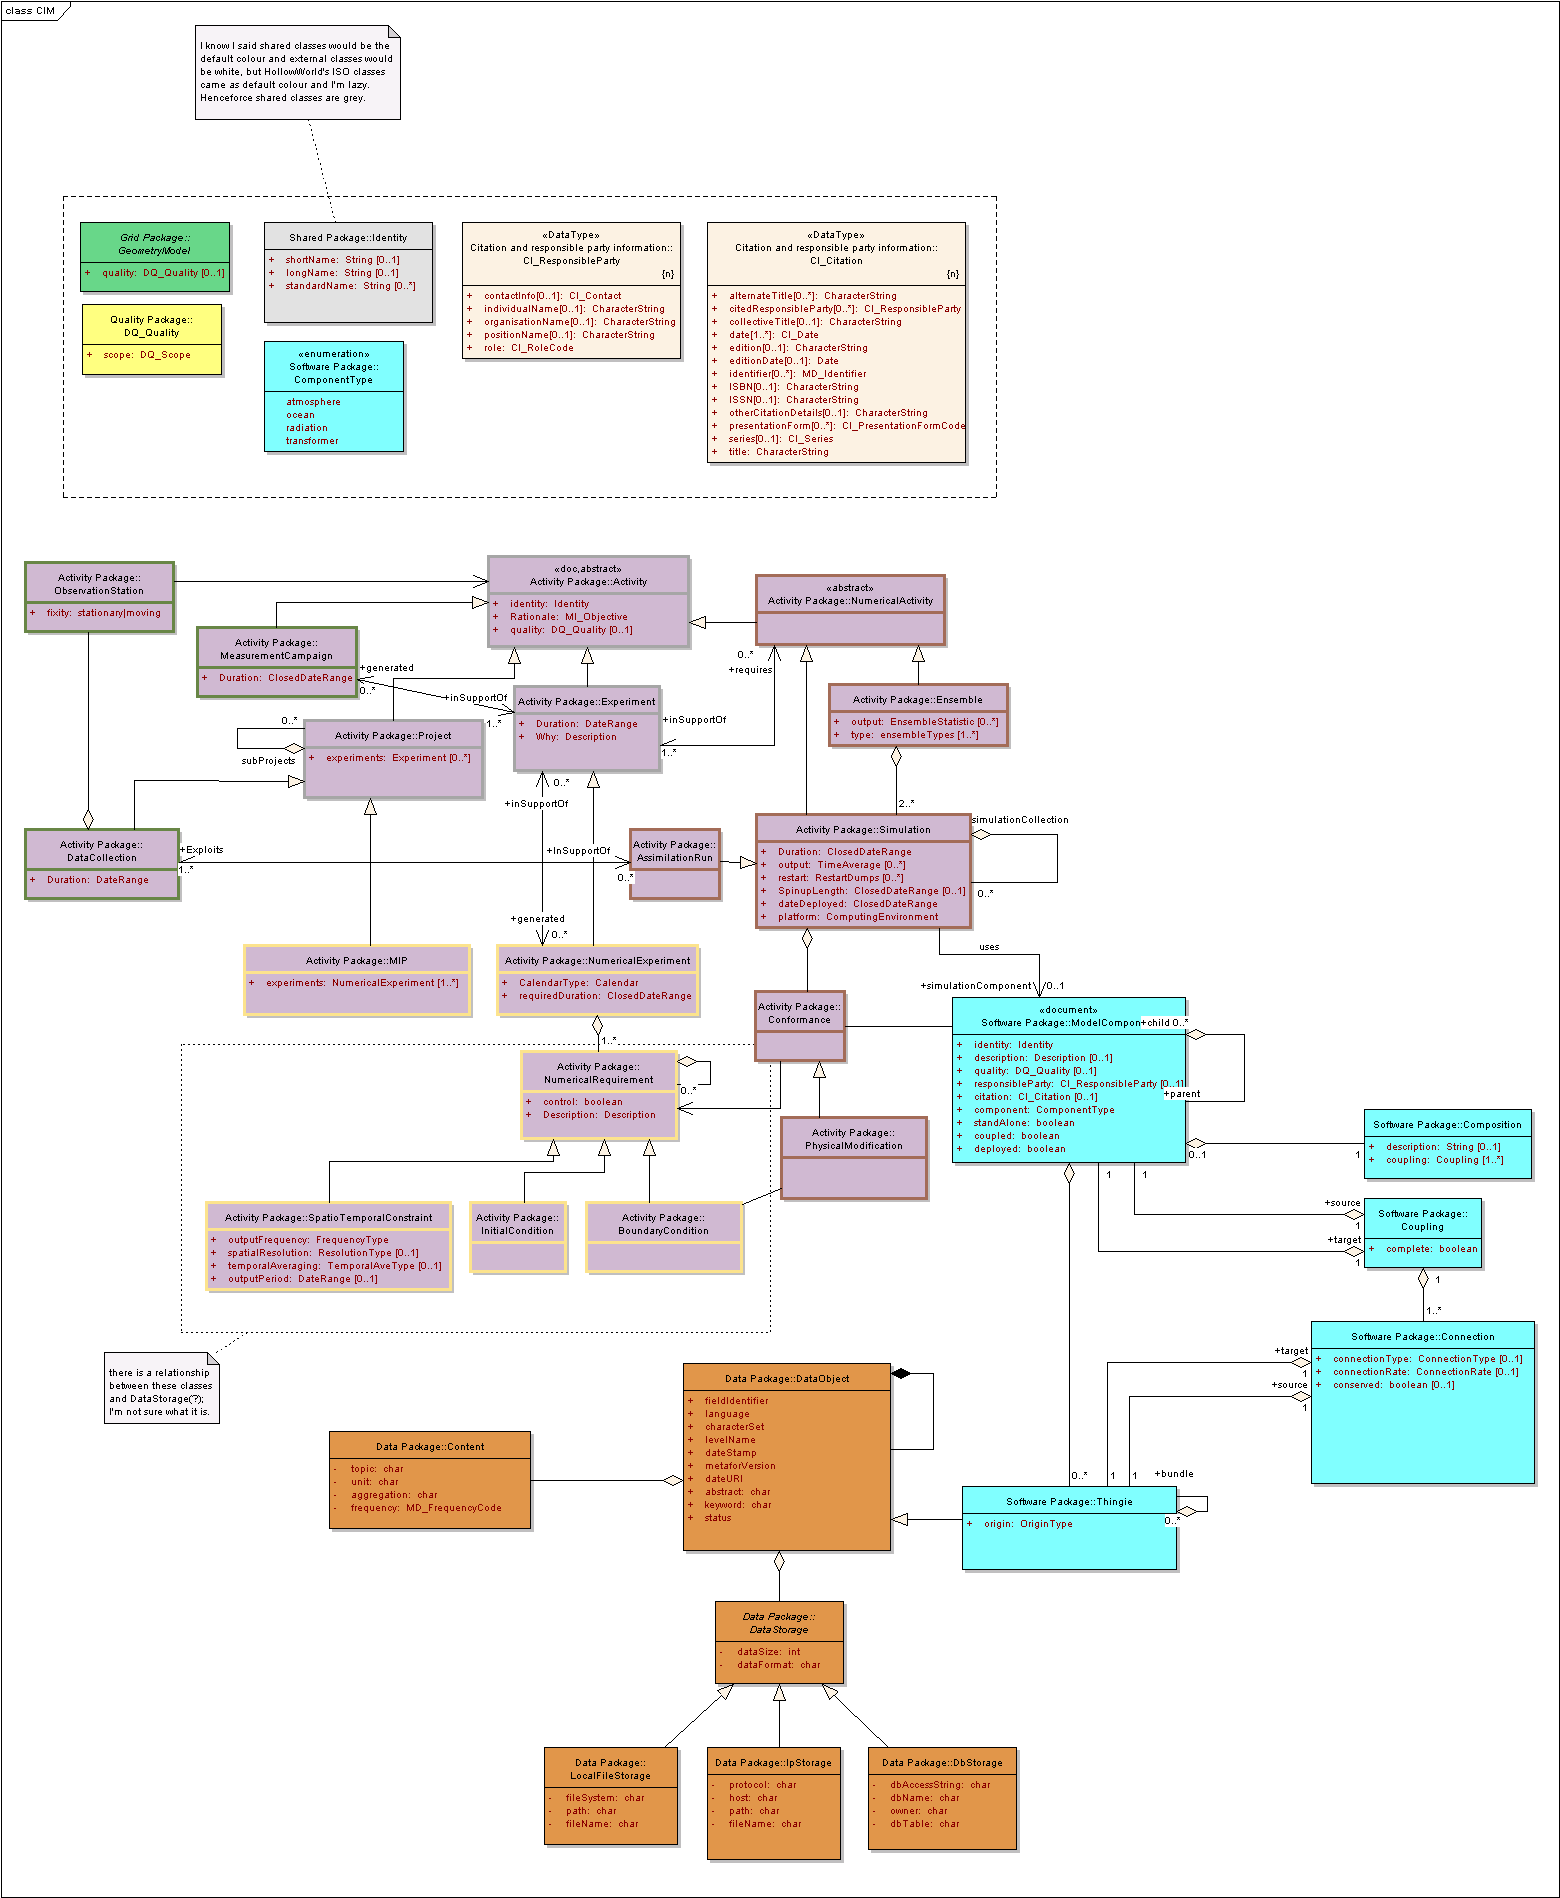 class CIM
I know I said shared classes would be the
default colour and external classes would
be white, but HollowWorld's ISO classes
came as default colour and I'm lazy.
Henceforce shared classes are grey.
Grid Package::
GeometryModel
+ quality: DQ_Quality [0..1]
Quality Package::
DQ_Quality
+ scope: DQ_Scope
Shared Package::Identity
+ shortName: String [0..1]
+ longName: String [0..1]
+ standardName: String [0..*]
«enumeration»
Software Package::
ComponentType
atmosphere
ocean
radiation
transformer
«DataType»
Citation and responsible party information::
CI_ResponsibleParty
{n}
+ contactInfo[0..1]: CI_Contact
+ individualName[0..1]: CharacterString
+ organisationName[0..1]: CharacterString
+ positionName[0..1]: CharacterString
+ role: CI_RoleCode
«DataType»
Citation and responsible party information::
CI_Citation
{n}
+ alternateTitle[0..*]: CharacterString
+ citedResponsibleParty[0..*]: CI_ResponsibleParty
+ collectiveTitle[0..1]: CharacterString
+ date[1..*]: CI_Date
+ edition[0..1]: CharacterString
+ editionDate[0..1]: Date
+ identifier[0..*]: MD_Identifier
+ ISBN[0..1]: CharacterString
+ ISSN[0..1]: CharacterString
+ otherCitationDetails[0..1]: CharacterString
+ presentationForm[0..*]: CI_PresentationFormCode
+ series[0..1]: CI_Series
+ title: CharacterString
Activity Package::
ObservationStation
+ fixity: stationary|moving
«doc,abstract»
Activity Package::Activity
+ identity: Identity
+ Rationale: MI_Objective
+ quality: DQ_Quality [0..1]
«abstract»
Activity Package::NumericalActivity
Activity Package::
MeasurementCampaign
+ Duration: ClosedDateRange
+generated
0..*
+inSupportOf
1..*
0..*
+requires
+inSupportOf
1..*
Activity Package::Experiment
+ Duration: DateRange
+ Why: Description
Activity Package::Ensemble
+ output: EnsembleStatistic [0..*]
+ type: ensembleTypes [1..*]
Activity Package::Project
+ experiments: Experiment [0..*]
0..*
subProjects
0..*
+inSupportOf
2..*
Activity Package::
DataCollection
+ Duration: DateRange
+Exploits
1..*
+InSupportOf
0..*
Activity Package::
AssimilationRun
Activity Package::Simulation
+ Duration: ClosedDateRange
+ output: TimeAverage [0..*]
+ restart: RestartDumps [0..*]
+ SpinupLength: ClosedDateRange [0..1]
+ dateDeployed: ClosedDateRange
+ platform: ComputingEnvironment
simulationCollection
0..*
+generated
0..*
uses
+simulationComponent
0..1
Activity Package::MIP
+ experiments: NumericalExperiment [1..*]
Activity Package::NumericalExperiment
+ CalendarType: Calendar
+ requiredDuration: ClosedDateRange
1..*
Activity Package::
Conformance
«document»
Software Package::ModelCompon
+child 0..*
+ identity: Identity
+ description: Description [0..1]
+ quality: DQ_Quality [0..1]
+ responsibleParty: CI_ResponsibleParty [0..1]
+ citation: CI_Citation [0..1]
+ component: ComponentType
+ standAlone: boolean
+ coupled: boolean
+ deployed: boolean
+parent
Activity Package::
NumericalRequirement
+ control: boolean
+ Description: Description
0..*
Activity Package::
PhysicalModification
0..1
1
Software Package::Composition
+ description: String [0..1]
+ coupling: Coupling [1..*]
Activity Package::SpatioTemporalConstraint
+ outputFrequency: FrequencyType
+ spatialResolution: ResolutionType [0..1]
+ temporalAveraging: TemporalAveType [0..1]
+ outputPeriod: DateRange [0..1]
Activity Package::
InitialCondition
Activity Package::
BoundaryCondition
1
1
+source
1
+target
1
Software Package::
Coupling
+ complete: boolean
1
1..*
there is a relationship
between these classes
and DataStorage(?);
I'm not sure what it is.
Software Package::Connection
+ connectionType: ConnectionType [0..1]
+ connectionRate: ConnectionRate [0..1]
+ conserved: boolean [0..1]
+target
1
+source
1
Data Package::DataObject
+ fieldIdentifier
+ language
+ characterSet
+ levelName
+ dateStamp
+ metaforVersion
+ dateURI
+ abstract: char
+ keyword: char
+ status
Data Package::Content
- topic: char
- unit: char
- aggregation: char
- frequency: MD_FrequencyCode
0..*
1
1
+bundle
0..*
Software Package::Thingie
+ origin: OriginType
Data Package::
DataStorage
- dataSize: int
- dataFormat: char
Data Package::
LocalFileStorage
- fileSystem: char
- path: char
- fileName: char
Data Package::IpStorage
- protocol: char
- host: char
- path: char
- fileName: char
Data Package::DbStorage
- dbAccessString: char
- dbName: char
- owner: char
- dbTable: char